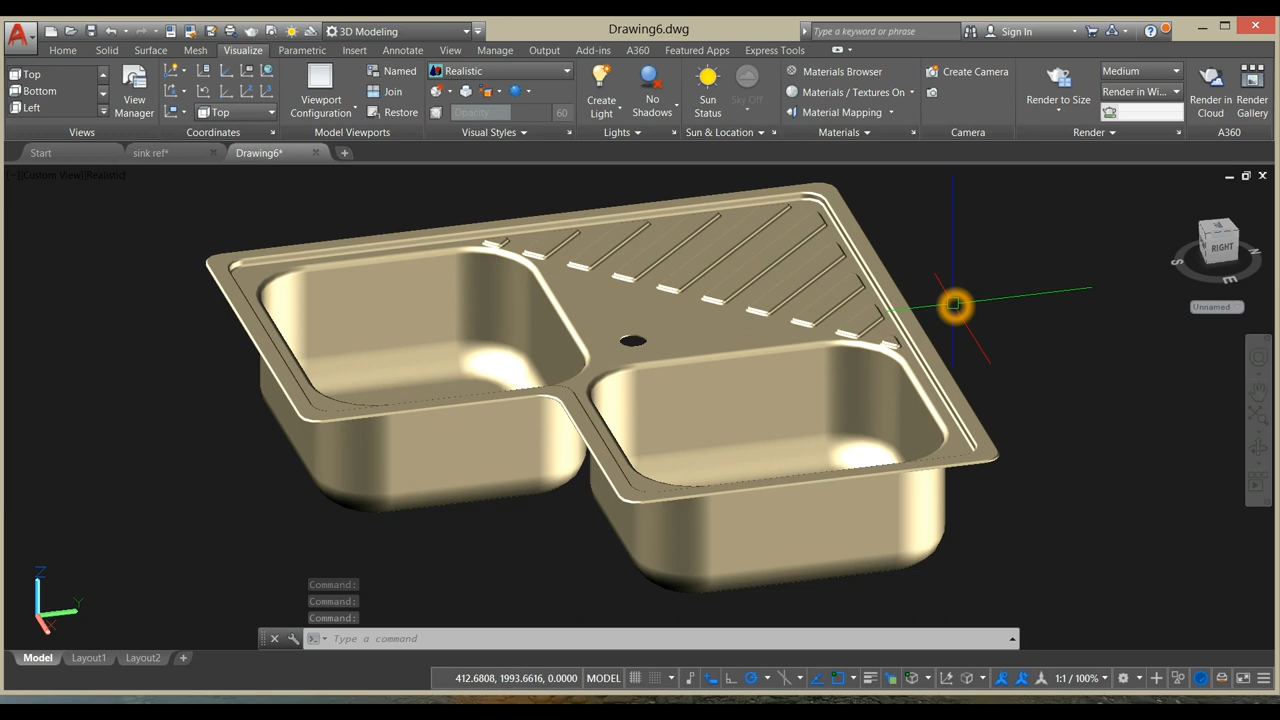 3D Modeling
Drawing6.dwg
Type a keyword or phrase
Sign In
Home Solid Surface Mesh Visualize Parametric Insert Annotate View Manage Output Add-ins A360 Featured Apps Express Tools
Top
Bottom
Left
View Manager
Views
Top
Coordinates
Viewport Configuration
Named
Join
Restore
Model Viewports
Realistic
Opacity 60
Visual Styles
Create Light
No Shadows
Lights
Sun Status
Sky Off
Sun & Location
Materials Browser
Materials / Textures On
Material Mapping
Materials
Create Camera
Camera
Render to Size
Medium
Render in Wi...
Render
Render in Cloud
Render Gallery
A360
Start sink ref* Drawing6*
[−][Custom View][Realistic]
RIGHT
S E N
Unnamed
Z
Y
X
Command:
Command:
Command:
Type a command
Model Layout1 Layout2
412.6808, 1993.6616, 0.0000 MODEL 1:1 / 100%